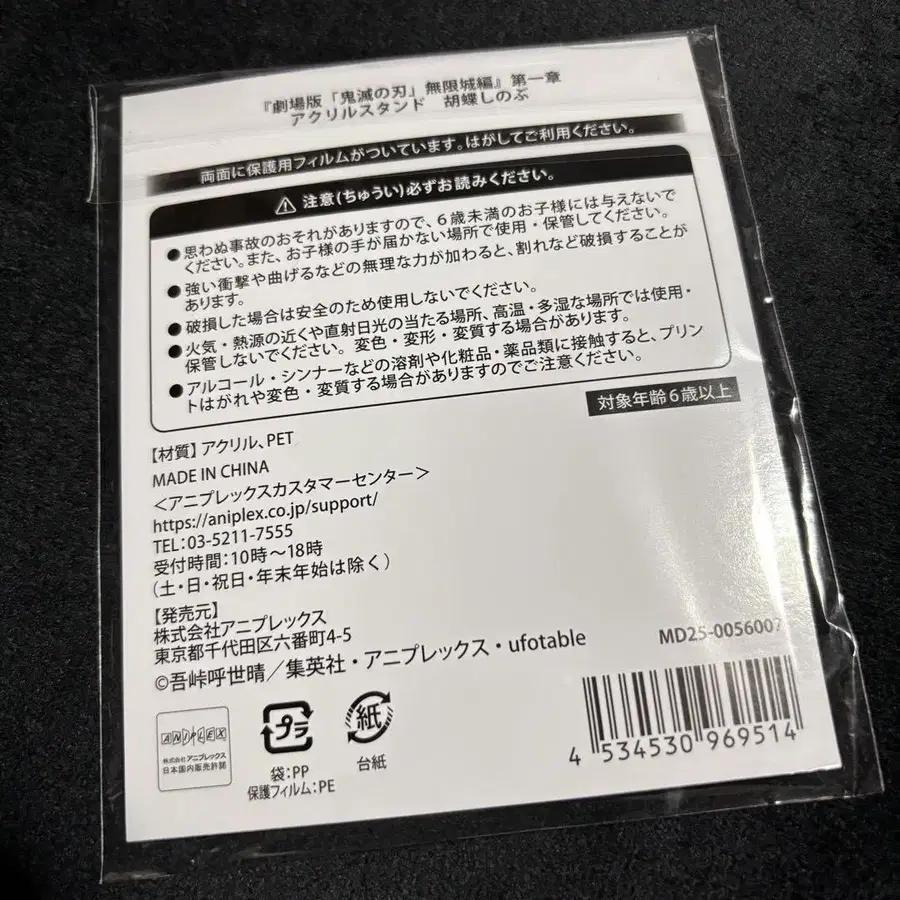 『劇場版「鬼滅の刃」無限城編』第一章
アクリルスタンド 胡蝶しのぶ
両面に保護用フィルムがついています。はがしてご利用ください。
注意(ちゅうい)必ずお読みください。
●思わぬ事故のおそれがありますので、6歳未満のお子様には与えないで
ください。また、お子様の手が届かない場所で使用・保管してください。
●強い衝撃や曲げるなどの無理な力が加わると、割れなど破損することが
あります。
●破損した場合は安全のため使用しないでください。
●火気・熱源の近くや直射日光の当たる場所、高温・多湿な場所では使用・
保管しないでください。変色・変形・変質する場合があります。
●アルコール・シンナーなどの溶剤や化粧品・薬品類に接触すると、プリン
トはがれや変色・変質する場合がありますのでご注意ください。
対象年齢6歳以上
【材質】アクリル、PET
MADE IN CHINA
<アニプレックスカスタマーセンター>
https://aniplex.co.jp/support/
TEL:03-5211-7555
受付時間:10時~18時
(土・日・祝日・年末年始は除く)
【発売元】
株式会社アニプレックス
東京都千代田区六番町4-5
©吾峠呼世晴/集英社・アニプレックス・ufotable
MD25-0056007
ANIPLEX
株式会社アニプレックス
日本国内販売許諾
プラ
袋:PP
保護フィルム:PE
紙
台紙
4 534530 969514